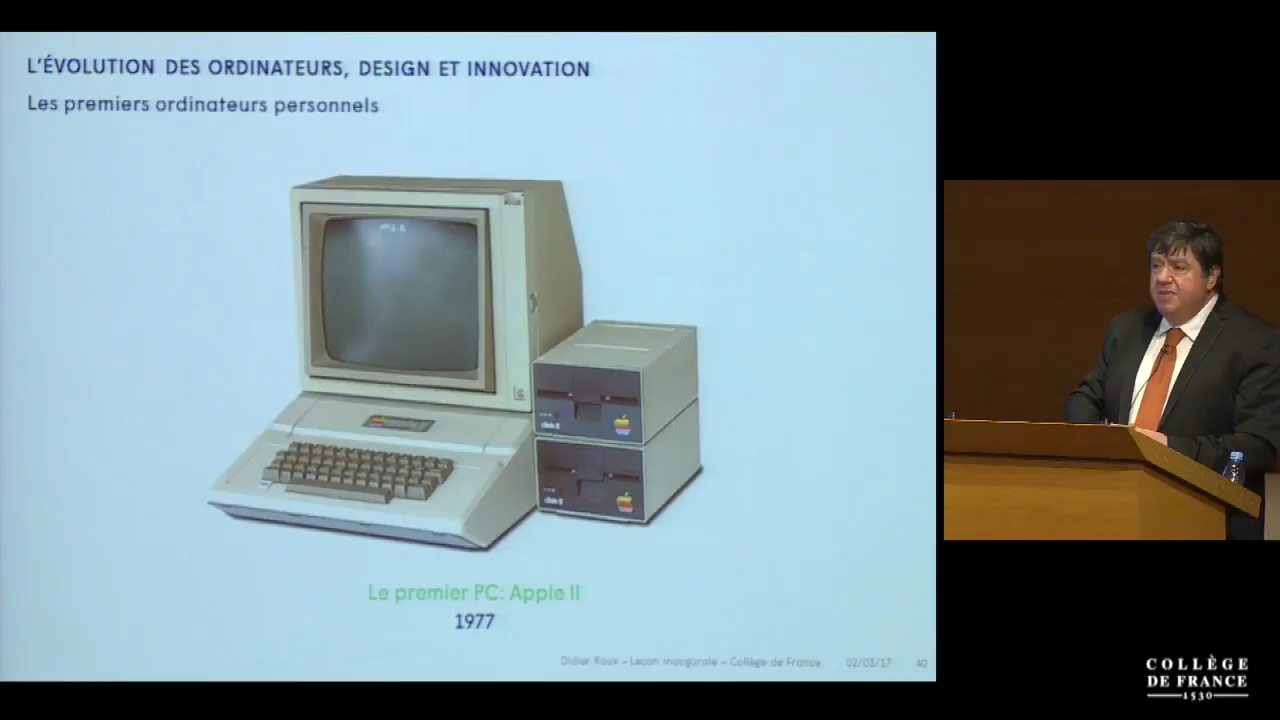 L'ÉVOLUTION DES ORDINATEURS, DESIGN ET INNOVATION
Les premiers ordinateurs personnels
Le premier PC: Apple II
1977
Didier Roux - Leçon inaugurale - Collège de France 02/03/17 40
COLLÈGE
DE FRANCE
1530